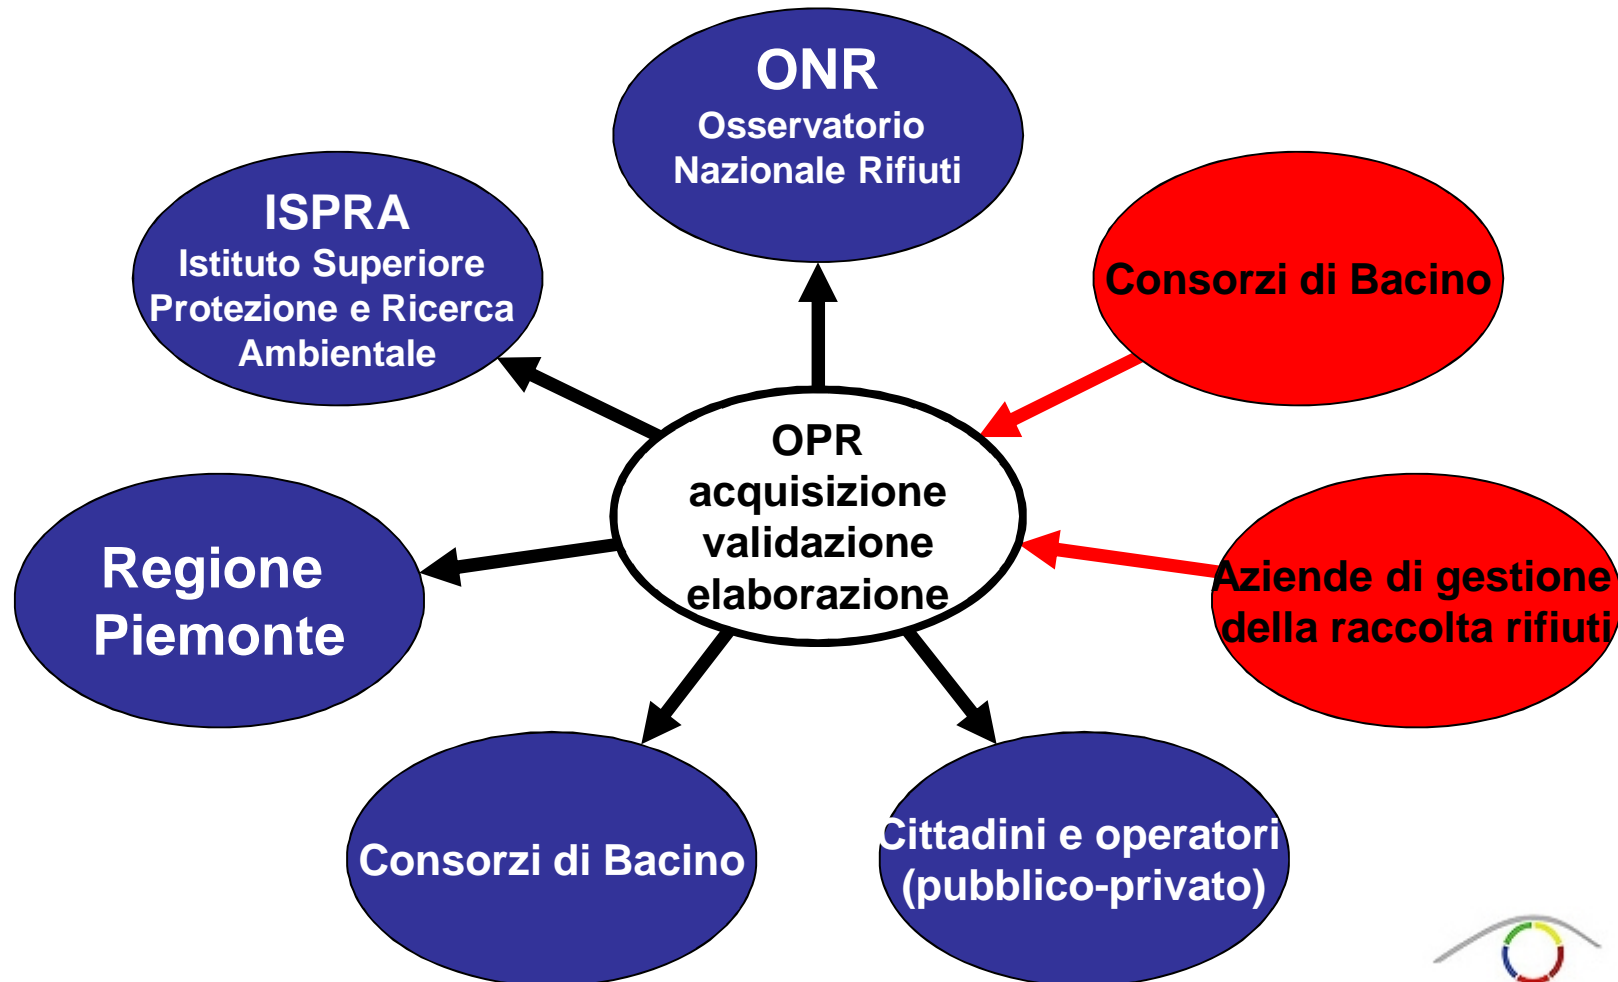 ONR
Osservatorio
Nazionale Rifiuti
ISPRA
Istituto Superiore
Protezione e Ricerca
Ambientale
Consorzi di Bacino
OPR
acquisizione
validazione
elaborazione
Regione
Piemonte
Aziende di gestione
della raccolta rifiuti
Consorzi di Bacino
Cittadini e operatori
(pubblico-privato)